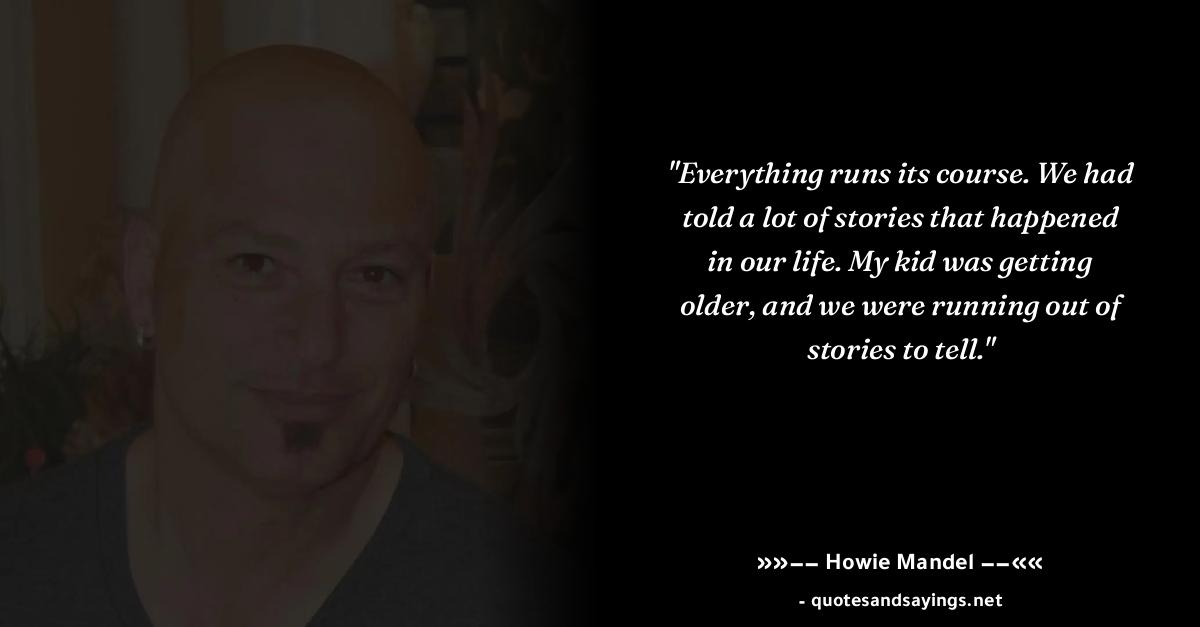 "Everything runs its course. We had
told a lot of stories that happened
in our life. My kid was getting
older, and we were running out of
stories to tell."
»»−− Howie Mandel −−««
- quotesandsayings.net